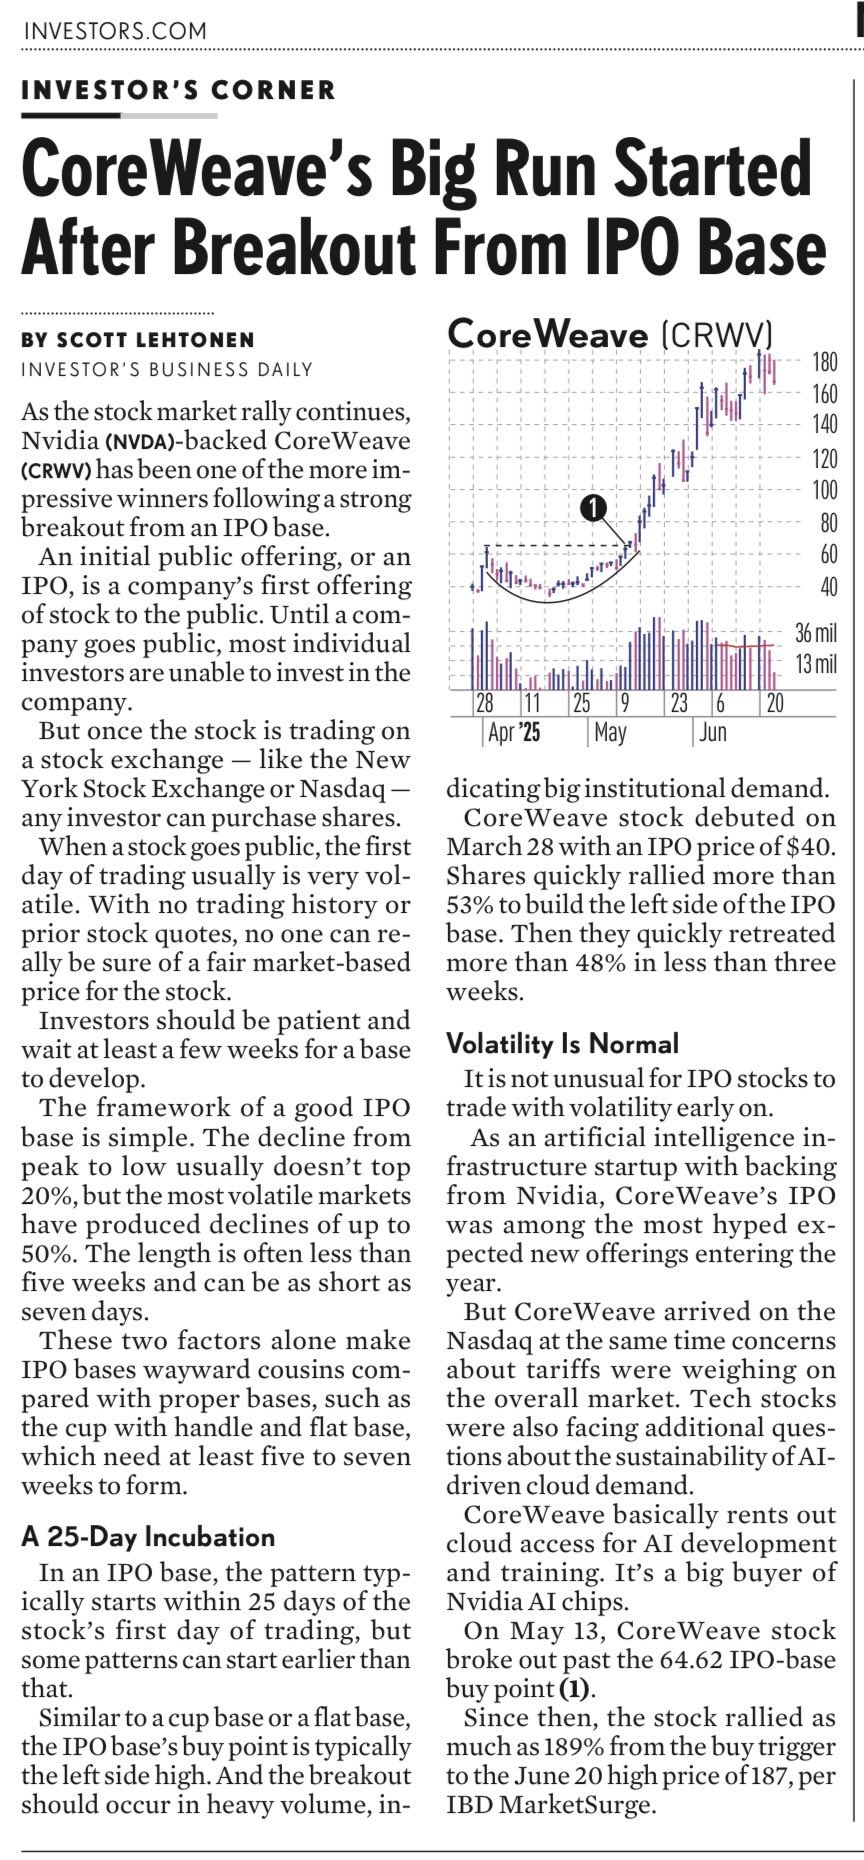 INVESTORS.COM
INVESTOR'S CORNER
CoreWeave's Big Run Started
After Breakout From IPO Base
BY SCOTT LEHTONEN
INVESTOR'S BUSINESS DAILY
As the stock market rally continues,
Nvidia (NVDA)-backed CoreWeave
(CRWV) has been one of the more im-
pressive winners following a strong
breakout from an IPO base.
An initial public offering, or an
IPO, is a company's first offering
of stock to the public. Until a com-
pany goes public, most individual
investors are unable to invest in the
company.
But once the stock is trading on
a stock exchange — like the New
York Stock Exchange or Nasdaq —
any investor can purchase shares.
When a stock goes public, the first
day of trading usually is very vol-
atile. With no trading history or
prior stock quotes, no one can re-
ally be sure of a fair market-based
price for the stock.
Investors should be patient and
wait at least a few weeks for a base
to develop.
The framework of a good IPO
base is simple. The decline from
peak to low usually doesn't top
20%, but the most volatile markets
have produced declines of up to
50%. The length is often less than
five weeks and can be as short as
seven days.
These two factors alone make
IPO bases wayward cousins com-
pared with proper bases, such as
the cup with handle and flat base,
which need at least five to seven
weeks to form.
A 25-Day Incubation
In an IPO base, the pattern typ-
ically starts within 25 days of the
stock's first day of trading, but
some patterns can start earlier than
that.
Similar to a cup base or a flat base,
the IPO base's buy point is typically
the left side high. And the breakout
should occur in heavy volume, in-
CoreWeave (CRWV)
180
160
140
120
100
80
60
40
1
36 mil
13 mil
28 11 25 9 23 6 20
Apr '25 May Jun
dicating big institutional demand.
CoreWeave stock debuted on
March 28 with an IPO price of $40.
Shares quickly rallied more than
53% to build the left side of the IPO
base. Then they quickly retreated
more than 48% in less than three
weeks.
Volatility Is Normal
It is not unusual for IPO stocks to
trade with volatility early on.
As an artificial intelligence in-
frastructure startup with backing
from Nvidia, CoreWeave's IPO
was among the most hyped ex-
pected new offerings entering the
year.
But CoreWeave arrived on the
Nasdaq at the same time concerns
about tariffs were weighing on
the overall market. Tech stocks
were also facing additional ques-
tions about the sustainability of AI-
driven cloud demand.
CoreWeave basically rents out
cloud access for AI development
and training. It's a big buyer of
Nvidia AI chips.
On May 13, CoreWeave stock
broke out past the 64.62 IPO-base
buy point (1).
Since then, the stock rallied as
much as 189% from the buy trigger
to the June 20 high price of 187, per
IBD MarketSurge.